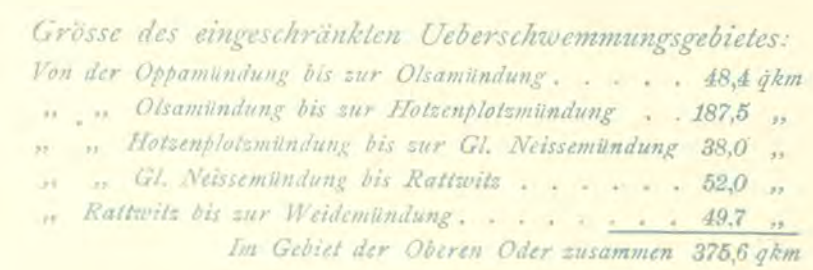 Grösse des eingeschränkten Ueberschwemmungsgebietes:
Von der Oppamündung bis zur Olsamündung . . . . . 48,4 qkm
„ „ Olsamündung bis zur Hotzenplotzmündung . . 187,5 „
„ „ Hotzenplotzmündung bis zur Gl. Neissemündung 38,0 „
„ „ Gl. Neissemündung bis Rattwitz . . . . . . 52,0 „
„ Rattwitz bis zur Weidemündung . . . . . . . . 49,7 „
Im Gebiet der Oberen Oder zusammen 375,6 qkm